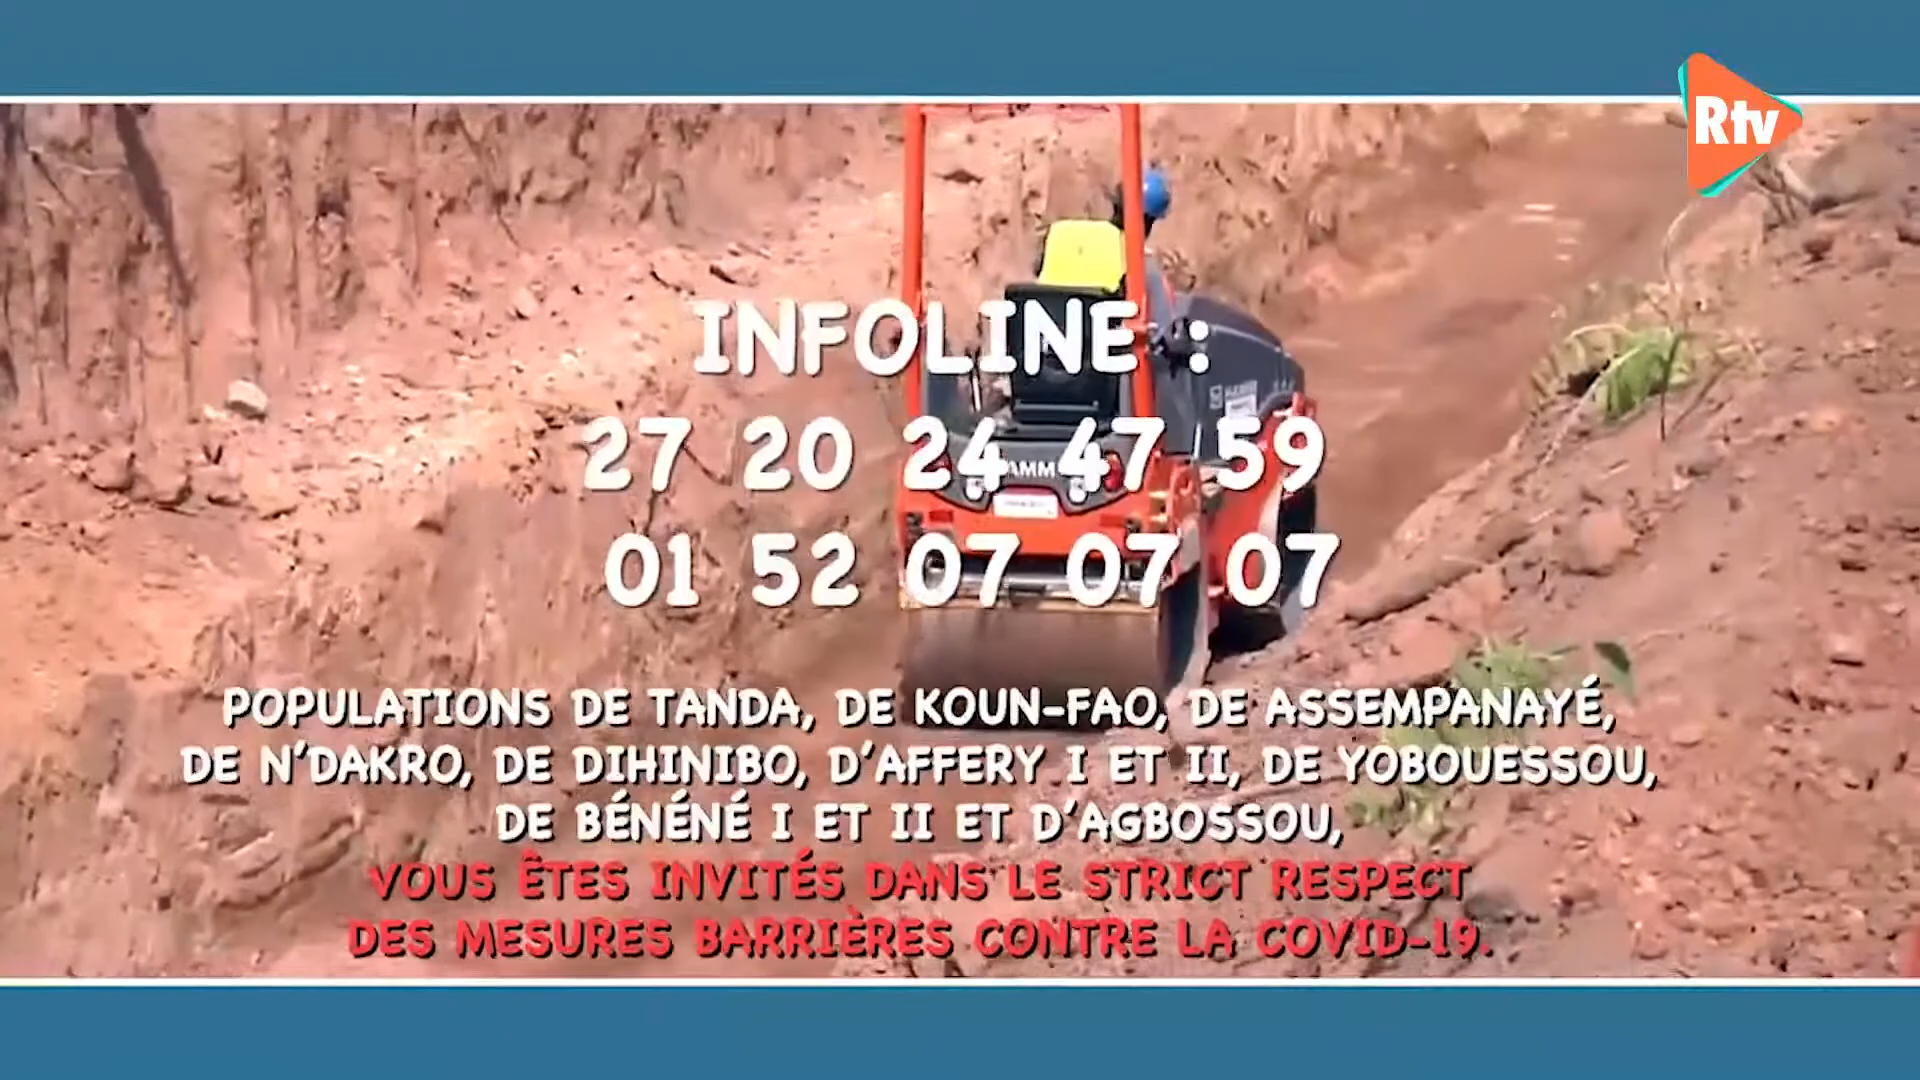 Rtv
INFOLINE :
27 20 24 47 59
AMM
01 52 07 07 07
POPULATIONS DE TANDA, DE KOUN-FAO, DE ASSEMPANAYÉ,
DE N'DAKRO, DE DIHINIBO, D'AFFERY I ET II, DE YOBOUESSOU,
DE BÉNÉNÉ I ET II ET D'AGBOSSOU,
VOUS ÊTES INVITÉS DANS LE STRICT RESPECT
DES MESURES BARRIÈRES CONTRE LA COVID-19.